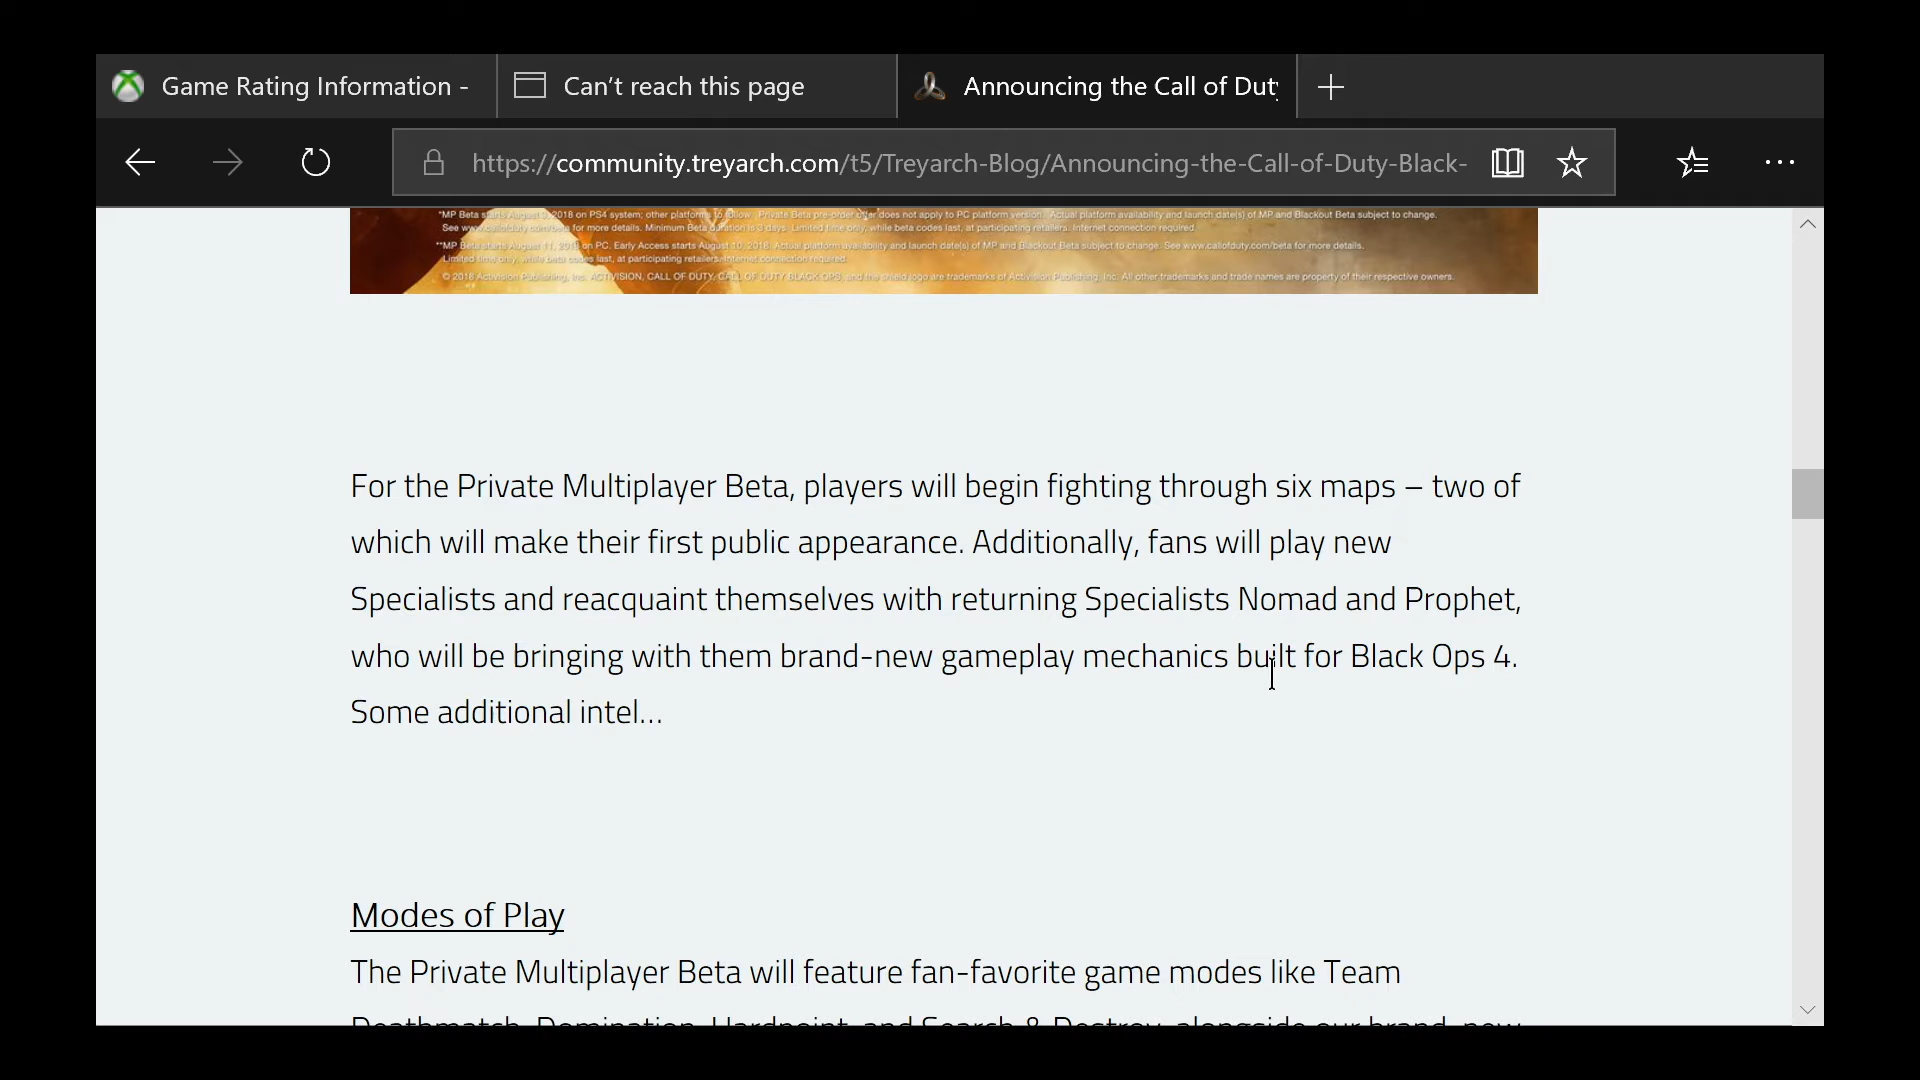 Game Rating Information -
Can't reach this page
Announcing the Call of Duty
https://community.treyarch.com/t5/Treyarch-Blog/Announcing-the-Call-of-Duty-Black-
*MP Beta starts August 3, 2018 on PS4 system; other platforms to follow. Private Beta pre-order offer does not apply to PC platform version. Actual platform availability and launch date(s) of MP and Blackout Beta subject to change.
See www.callofduty.com/beta for more details. Minimum Beta duration is 3 days. Limited time only, while beta codes last, at participating retailers. Internet connection required.
**MP Beta starts August 11, 2018 on PC. Early Access starts August 10, 2018. Actual platform availability and launch date(s) of MP and Blackout Beta subject to change. See www.callofduty.com/beta for more details.
Limited time only, while beta codes last, at participating retailers. Internet connection required.
© 2018 Activision Publishing, Inc. ACTIVISION, CALL OF DUTY, CALL OF DUTY BLACK OPS, and the shield logo are trademarks of Activision Publishing, Inc. All other trademarks and trade names are property of their respective owners.
For the Private Multiplayer Beta, players will begin fighting through six maps – two of
which will make their first public appearance. Additionally, fans will play new
Specialists and reacquaint themselves with returning Specialists Nomad and Prophet,
who will be bringing with them brand-new gameplay mechanics built for Black Ops 4.
Some additional intel...
Modes of Play
The Private Multiplayer Beta will feature fan-favorite game modes like Team
Deathmatch, Domination, Hardpoint, and Search & Destroy, alongside our brand-new